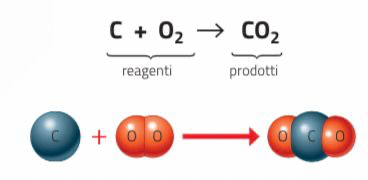 C + O₂ → CO₂
reagenti prodotti
C + O O → O C O